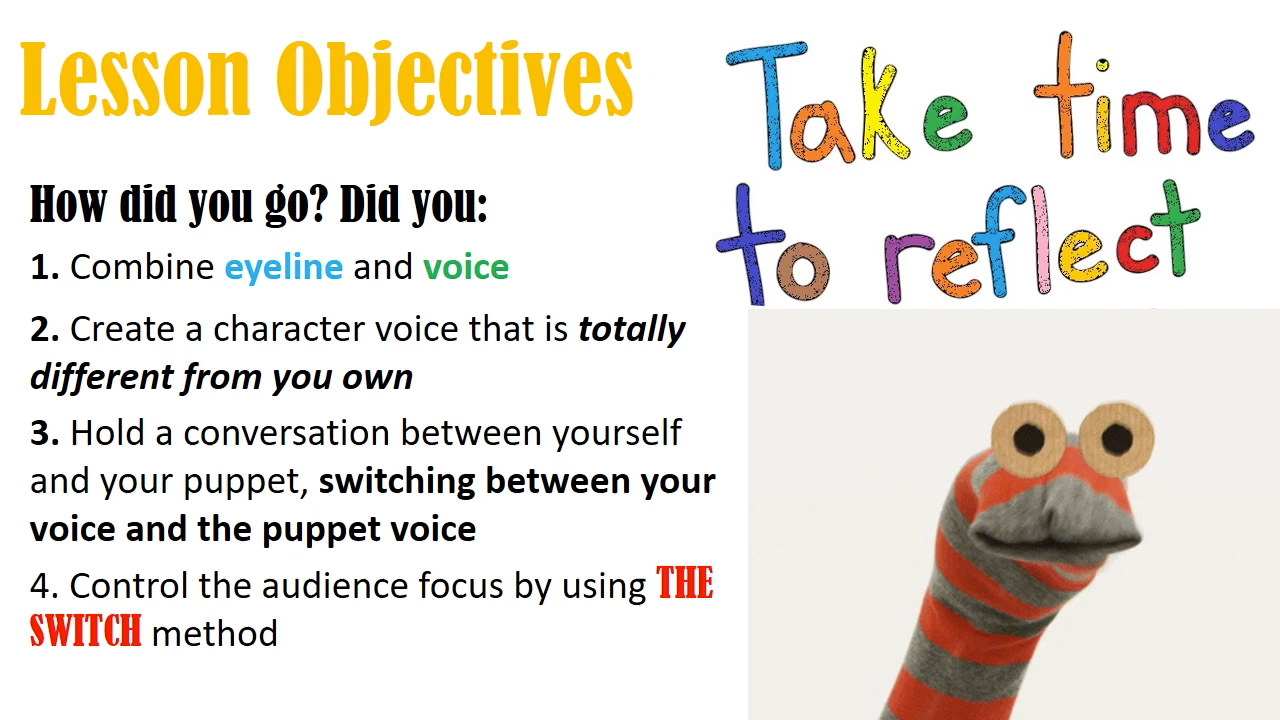 Lesson Objectives
Take time
to reflect
How did you go? Did you:
1. Combine eyeline and voice
2. Create a character voice that is totally
different from you own
3. Hold a conversation between yourself
and your puppet, switching between your
voice and the puppet voice
4. Control the audience focus by using THE
SWITCH method